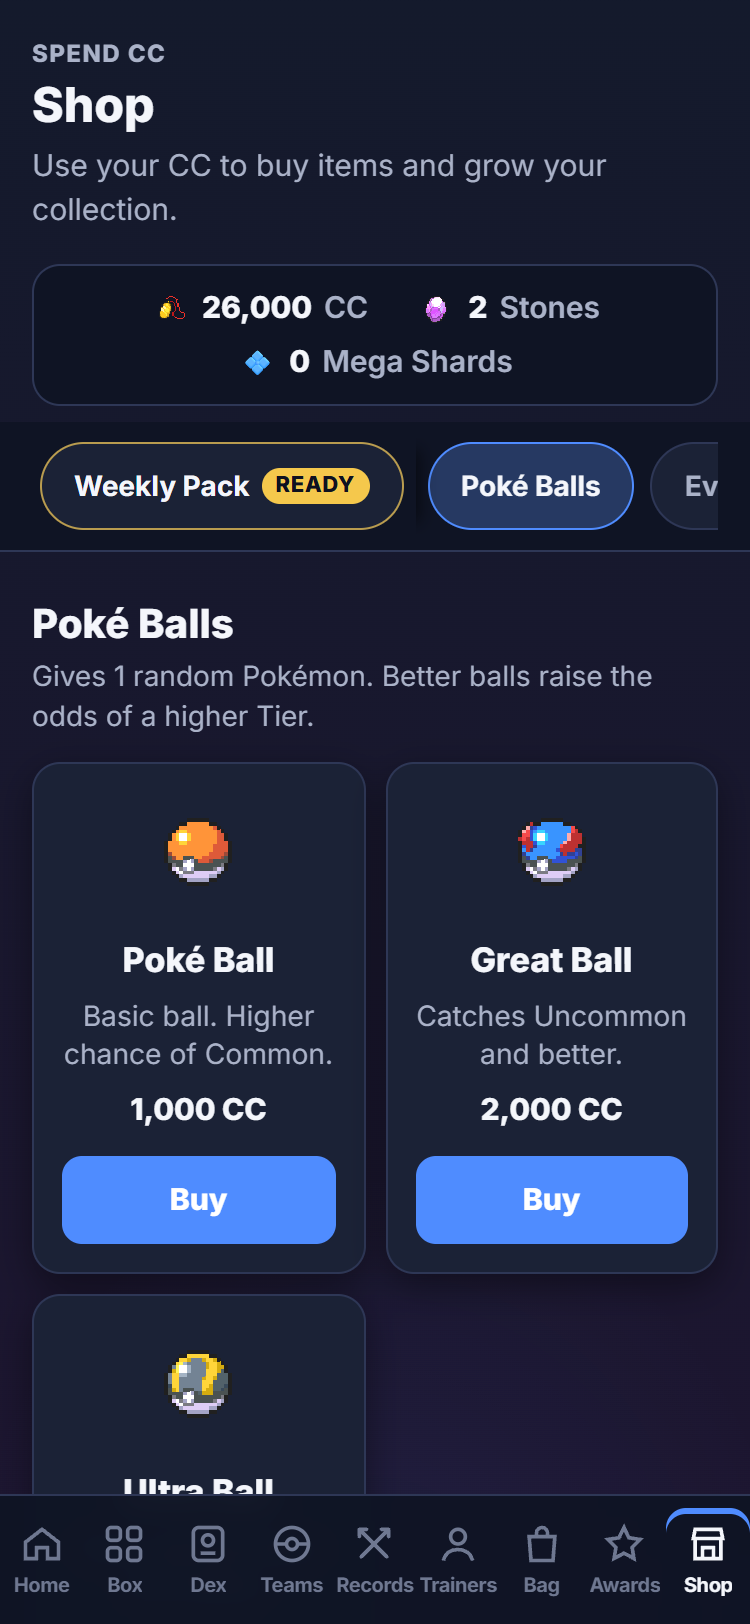 SPEND CC
Shop
Use your CC to buy items and grow your
collection.
26,000 CC 2 Stones
0 Mega Shards
Weekly Pack READY Poké Balls Ev
Poké Balls
Gives 1 random Pokémon. Better balls raise the
odds of a higher Tier.
Poké Ball
Basic ball. Higher
chance of Common.
1,000 CC
Buy
Great Ball
Catches Uncommon
and better.
2,000 CC
Buy
Ultra Ball
Home Box Dex Teams Records Trainers Bag Awards Shop